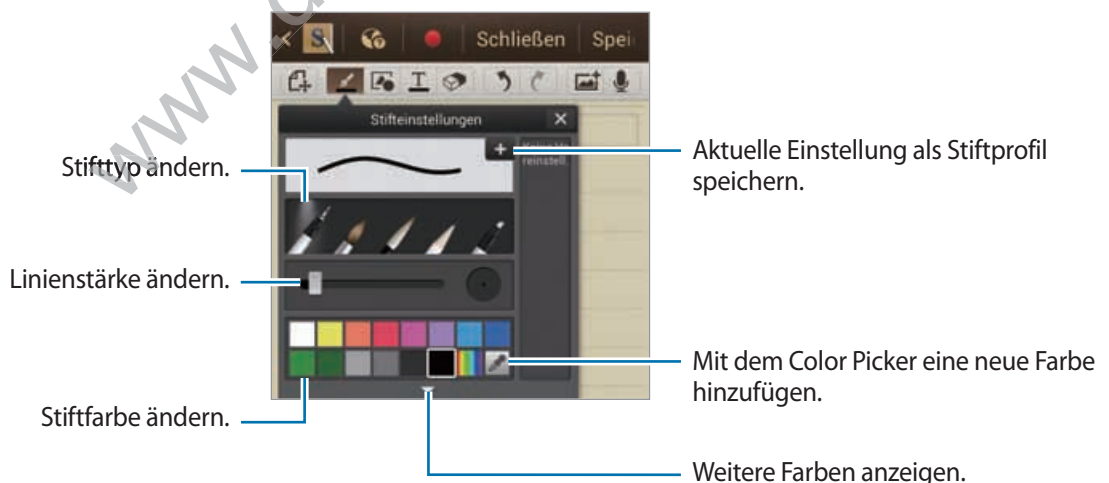 Schließen Spei
Stifteinstellungen
Stifttyp ändern.
reinstell
Aktuelle Einstellung als Stiftprofil
speichern.
Linienstärke ändern.
Mit dem Color Picker eine neue Farbe
hinzufügen.
Stiftfarbe ändern.
Weitere Farben anzeigen.